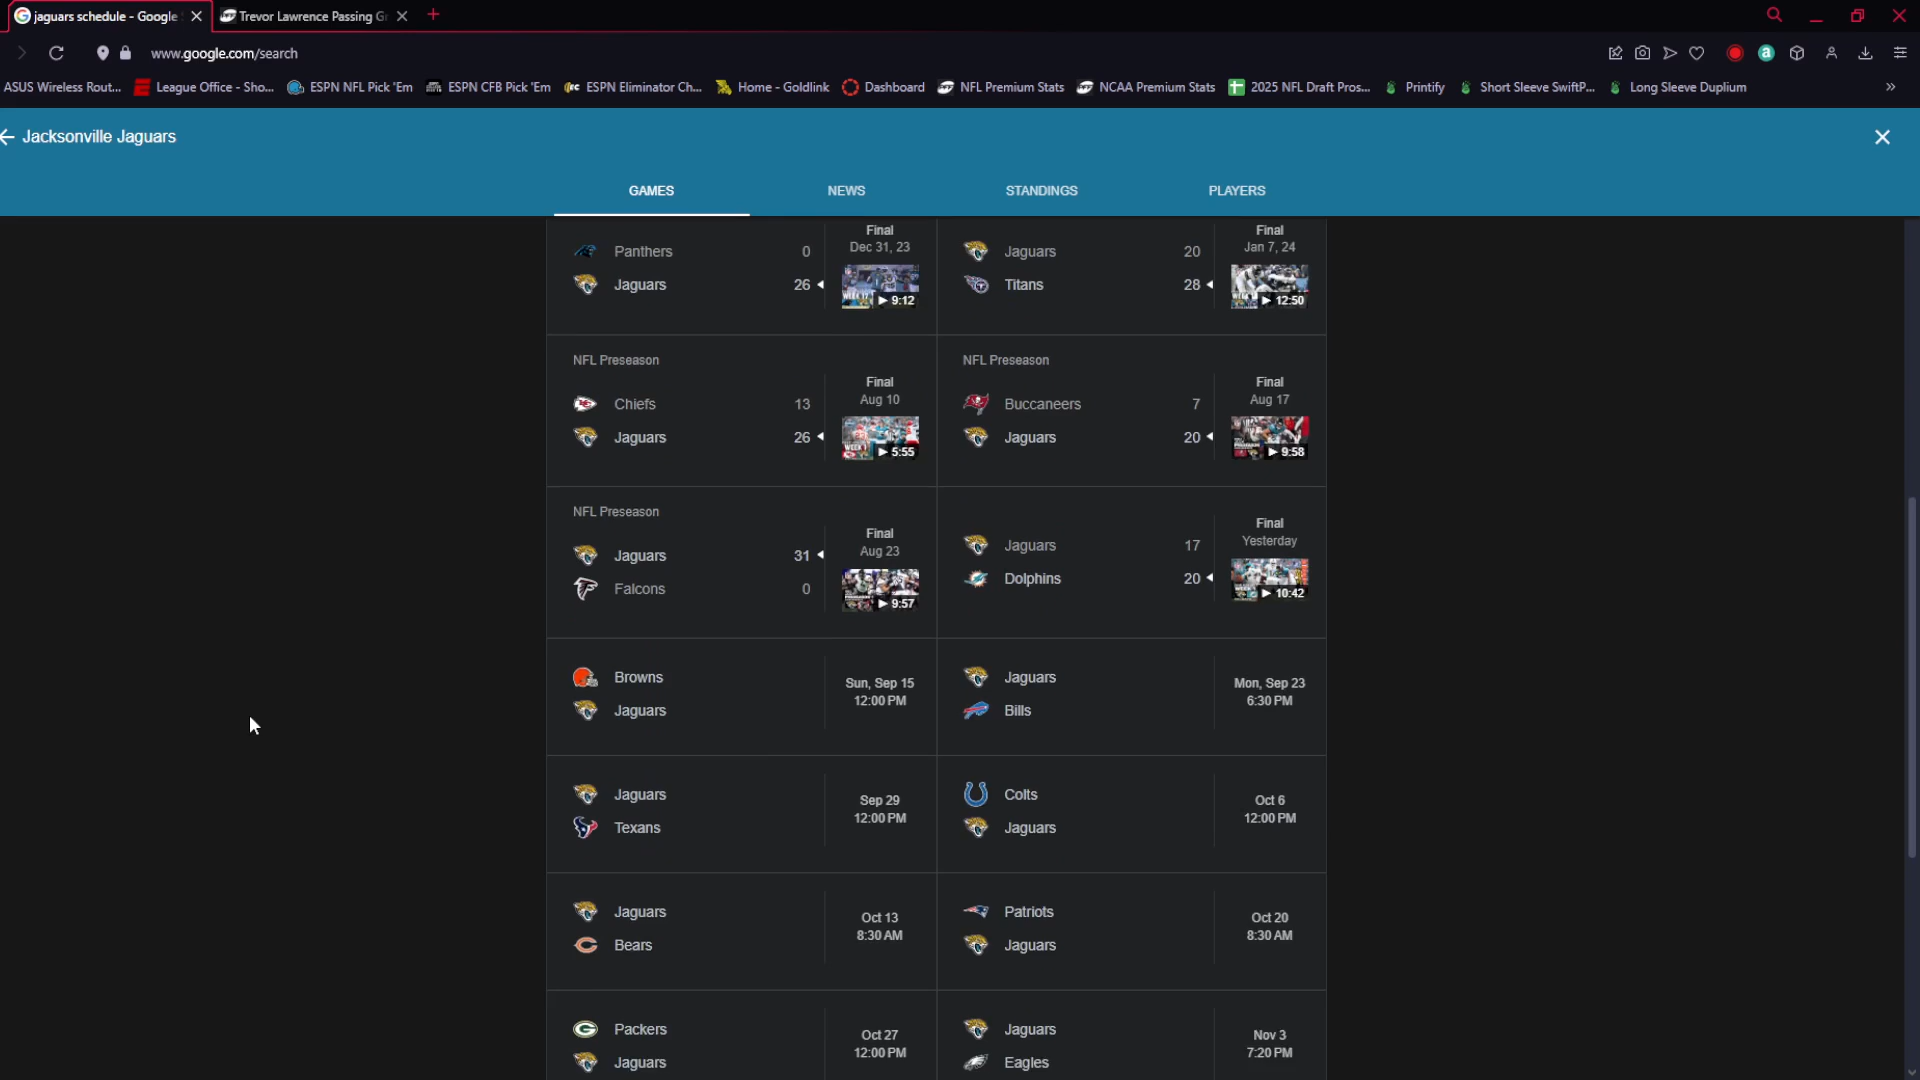 jaguars schedule - Google
Trevor Lawrence Passing Gr
www.google.com/search
ASUS Wireless Rout...
League Office - Sho...
ESPN NFL Pick 'Em
ESPN CFB Pick 'Em
ESPN Eliminator Ch...
Home - Goldlink
Dashboard
NFL Premium Stats
NCAA Premium Stats
2025 NFL Draft Pros...
Printify
Short Sleeve SwiftP...
Long Sleeve Duplium
Jacksonville Jaguars
GAMES
NEWS
STANDINGS
PLAYERS
Panthers 0
Jaguars 26
Final
Dec 31, 23
9:12
Jaguars 20
Titans 28
Final
Jan 7, 24
12:50
NFL Preseason
Chiefs 13
Jaguars 26
Final
Aug 10
5:55
NFL Preseason
Buccaneers 7
Jaguars 20
Final
Aug 17
9:58
NFL Preseason
Jaguars 31
Falcons 0
Final
Aug 23
9:57
Jaguars 17
Dolphins 20
Final
Yesterday
10:42
Browns
Jaguars
Sun, Sep 15
12:00 PM
Jaguars
Bills
Mon, Sep 23
6:30 PM
Jaguars
Texans
Sep 29
12:00 PM
Colts
Jaguars
Oct 6
12:00 PM
Jaguars
Bears
Oct 13
8:30 AM
Patriots
Jaguars
Oct 20
8:30 AM
Packers
Jaguars
Oct 27
12:00 PM
Jaguars
Eagles
Nov 3
7:20 PM